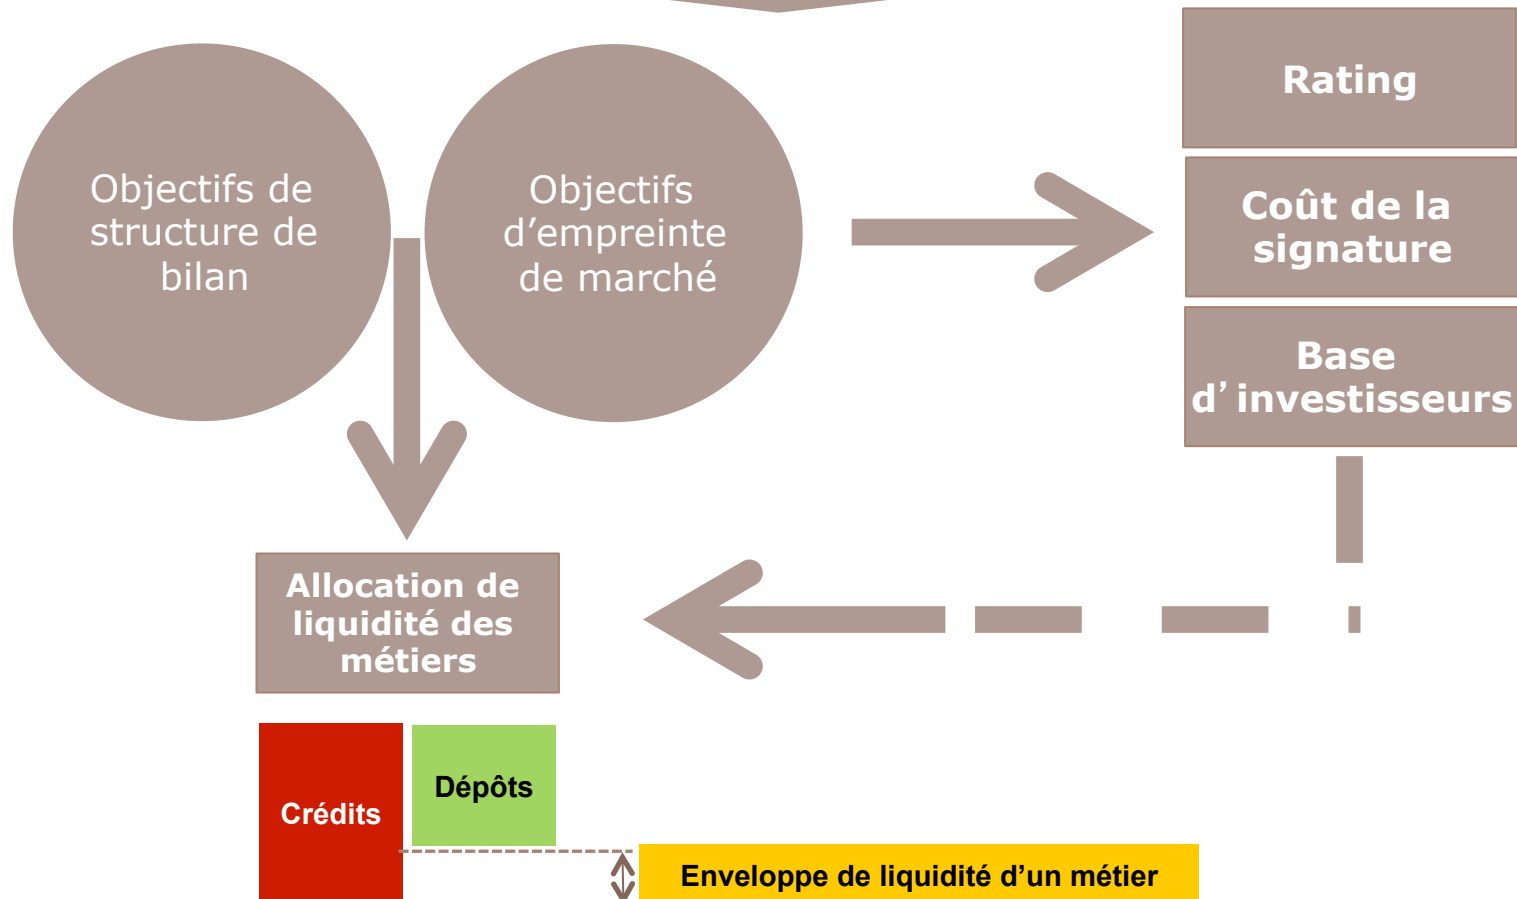 Objectifs de
structure de
bilan
Objectifs
d’empreinte
de marché
Rating
Coût de la
signature
Base
d’investisseurs
Allocation de
liquidité des
métiers
Crédits
Dépôts
Enveloppe de liquidité d’un métier